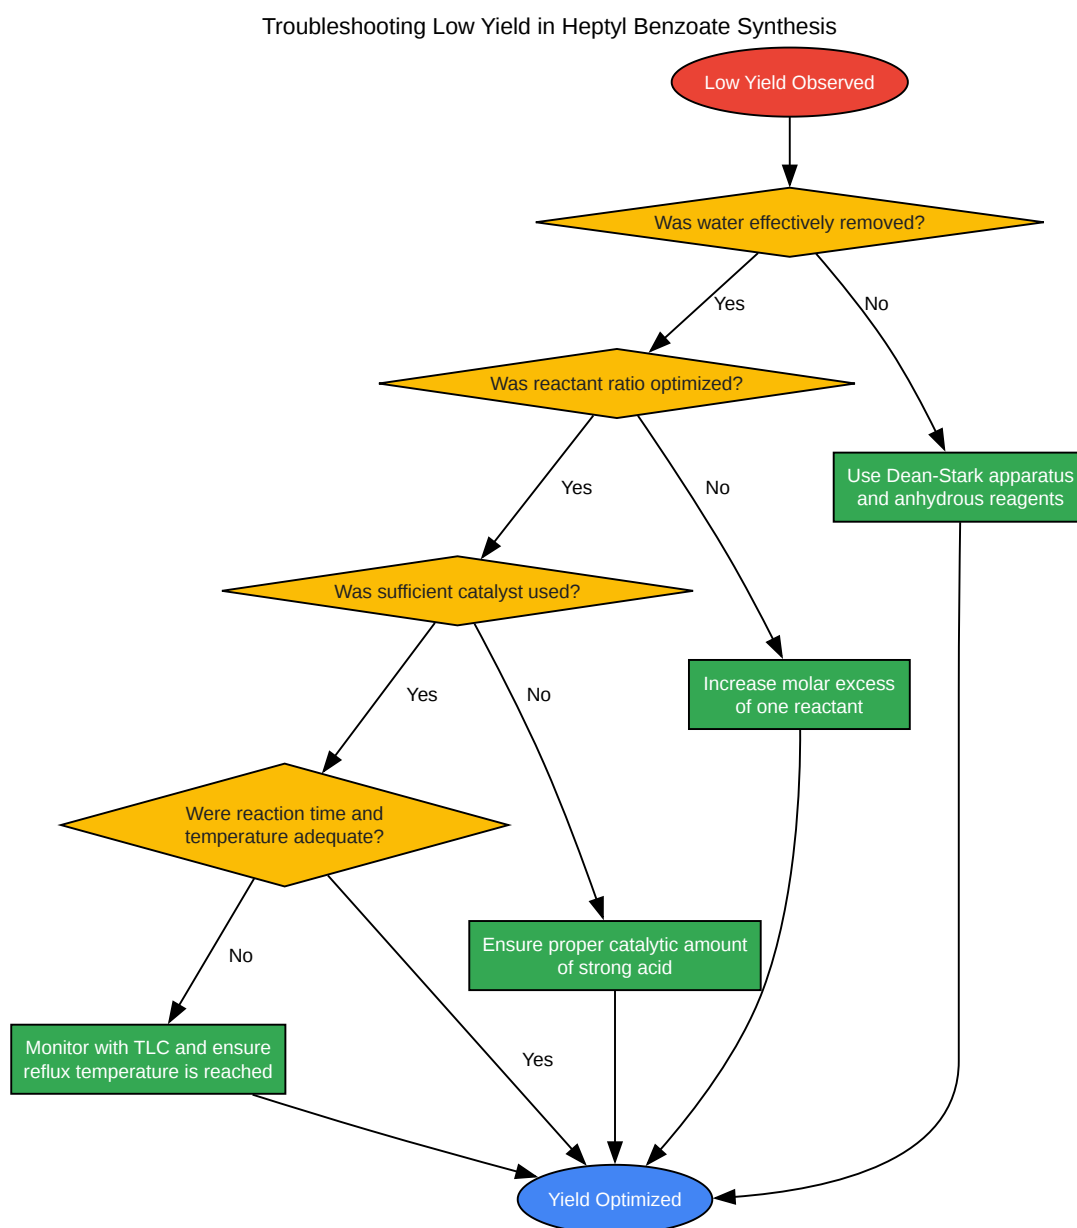 Troubleshooting Low Yield in Heptyl Benzoate Synthesis
Low Yield Observed
Was water effectively removed?
Yes
No
Was reactant ratio optimized?
Use Dean-Stark apparatus
and anhydrous reagents
Yes
No
Was sufficient catalyst used?
Increase molar excess
of one reactant
Yes
No
Were reaction time and
temperature adequate?
Ensure proper catalytic amount
of strong acid
No
Yes
Monitor with TLC and ensure
reflux temperature is reached
Yield Optimized